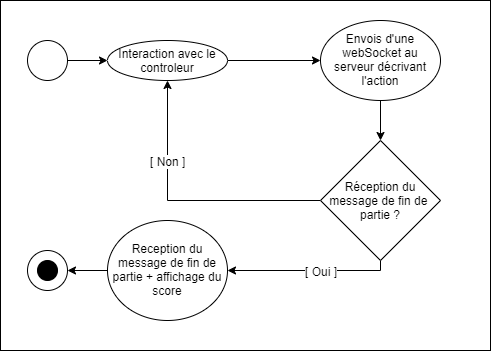 Interaction avec le
controleur
Envois d'une
webSocket au
serveur décrivant
l'action
[ Non ]
Réception du
message de fin de
partie ?
Reception du
message de fin de
partie + affichage du
score
[ Oui ]